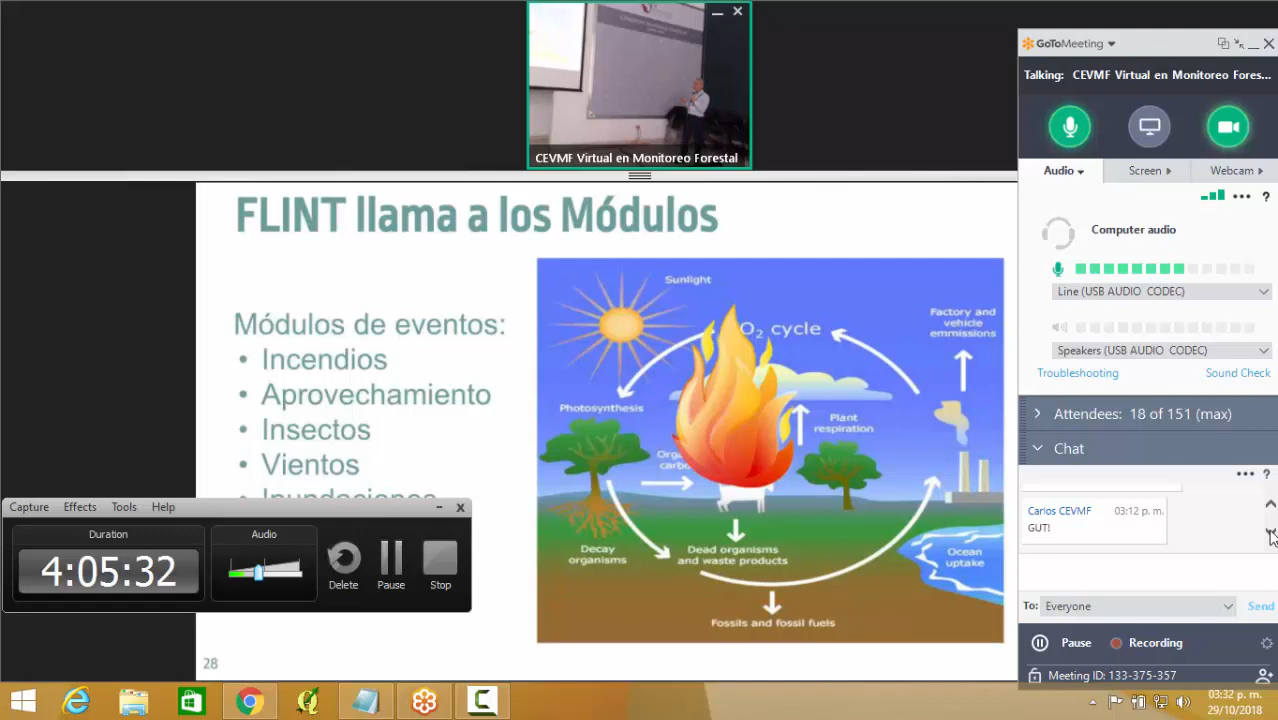 CEVMF Virtual en Monitoreo Forestal
GoToMeeting
Talking: CEVMF Virtual en Monitoreo Fores...
Audio
Screen
Webcam
Computer audio
Line (USB AUDIO CODEC)
Speakers (USB AUDIO CODEC)
Troubleshooting
Sound Check
Attendees: 18 of 151 (max)
Chat
Carlos CEVMF 03:12 p. m.
GUT!
To: Everyone
Send
Pause
Recording
Meeting ID: 133-375-357
FLINT llama a los Módulos
Módulos de eventos:
• Incendios
• Aprovechamiento
• Insectos
• Vientos
Inundaciones
28
Sunlight
O2 cycle
Factory and
vehicle
emmissions
Photosynthesis
Plant
respiration
Decay
organisms
Dead organisms
and waste products
Ocean
uptake
Fossils and fossil fuels
Capture Effects Tools Help
Duration
4:05:32
Audio
Delete
Pause
Stop
03:32 p. m.
29/10/2018